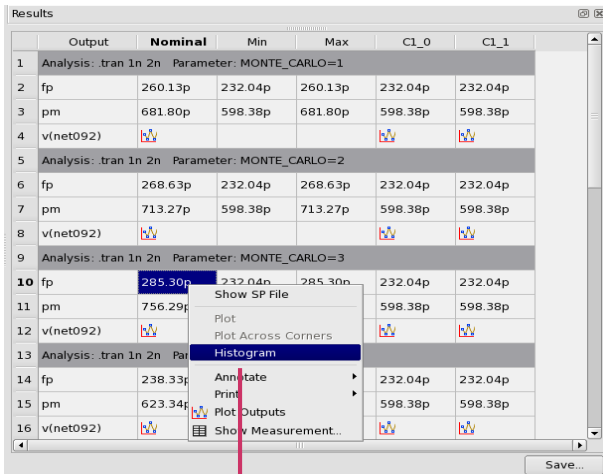 Results
Output Nominal Min Max C1_0 C1_1
1 Analysis: .tran 1n 2n Parameter: MONTE_CARLO=1
2 fp 260.13p 232.04p 260.13p 232.04p 232.04p
3 pm 681.80p 598.38p 681.80p 598.38p 598.38p
4 v(net092)
5 Analysis: .tran 1n 2n Parameter: MONTE_CARLO=2
6 fp 268.63p 232.04p 268.63p 232.04p 232.04p
7 pm 713.27p 598.38p 713.27p 598.38p 598.38p
8 v(net092)
9 Analysis: .tran 1n 2n Parameter: MONTE_CARLO=3
10 fp 285.30p 232.04p 285.30p 232.04p 232.04p
11 pm 756.29p 598.38p 598.38p
12 v(net092)
13 Analysis: .tran 1n 2n
14 fp 238.33p 232.04p 232.04p
15 pm 623.34p 598.38p 598.38p
16 v(net092)
Show SP File
Plot
Plot Across Corners
Histogram
Annotate
Print
Plot Outputs
Show Measurement...
Save...